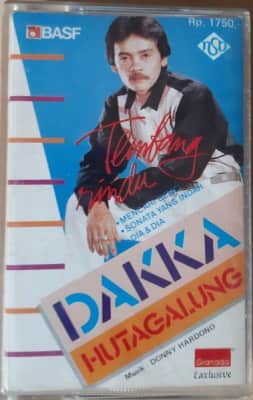 BASF
Rp. 1750,
Tembang
rindu
• SONATA YANG INDAH
• DIA & DIA
DAKKA
HUTAGALUNG
Musik : DONNY HARDONO
Granada
Exclusive